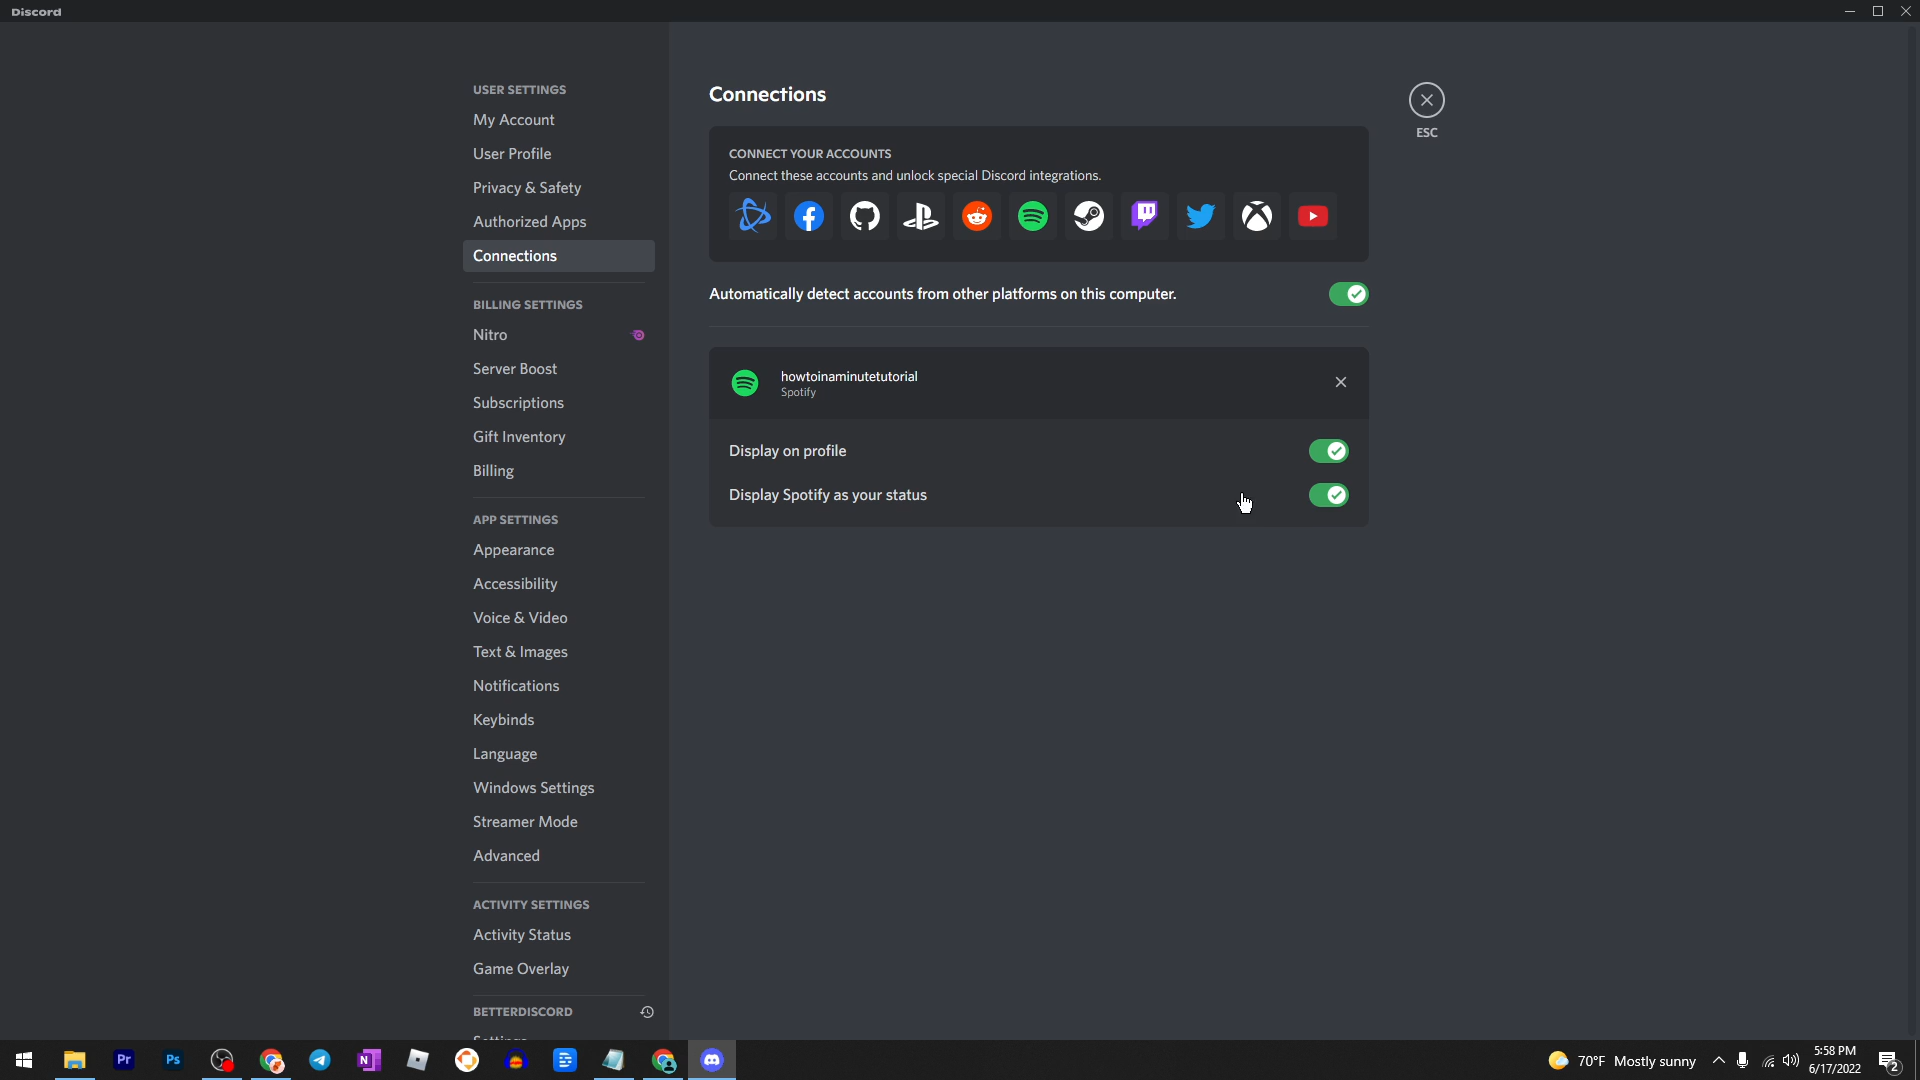 Discord
USER SETTINGS
My Account
User Profile
Privacy & Safety
Authorized Apps
Connections
BILLING SETTINGS
Nitro
Server Boost
Subscriptions
Gift Inventory
Billing
APP SETTINGS
Appearance
Accessibility
Voice & Video
Text & Images
Notifications
Keybinds
Language
Windows Settings
Streamer Mode
Advanced
ACTIVITY SETTINGS
Activity Status
Game Overlay
BETTERDISCORD
Settings
Connections
ESC
CONNECT YOUR ACCOUNTS
Connect these accounts and unlock special Discord integrations.
Automatically detect accounts from other platforms on this computer.
howtoinaminutetutorial
Spotify
Display on profile
Display Spotify as your status
Pr
Ps
N
70°F Mostly sunny
5:58 PM
6/17/2022
2